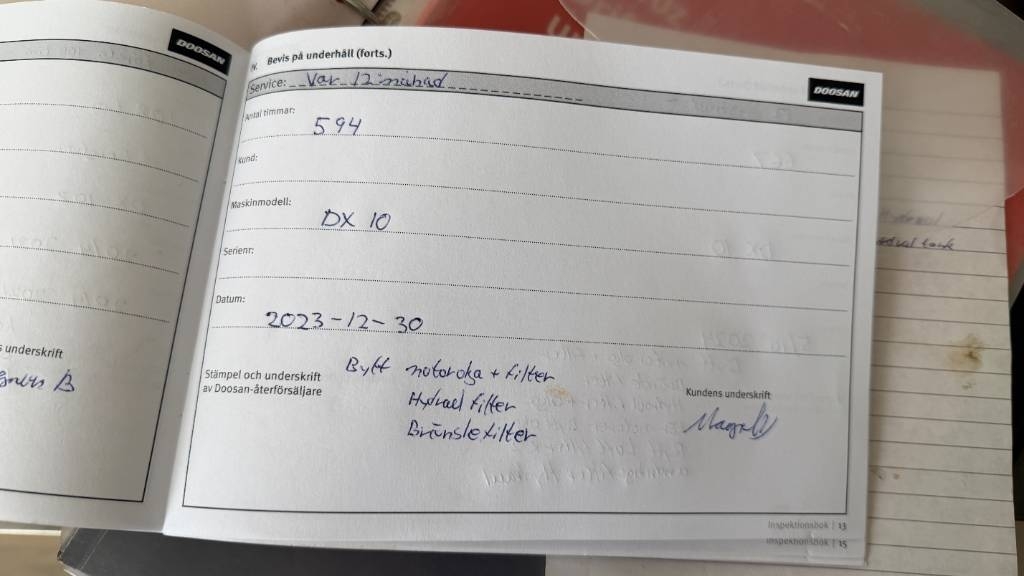 DOOSAN
s underskrift
IV. Bevis på underhåll (forts.)
DOOSAN
Service: Var 12 månad
Antal timmar:
594
Kund:
Maskinmodell:
DX 10
Serienr:
Datum:
2023-12-30
Stämpel och underskrift
av Doosan-återförsäljare
Bytt motorolja + filter
Hydraul filter
Bränslefilter
Kundens underskrift
Inspektionsbok | 13
Inspektionsbok | 15